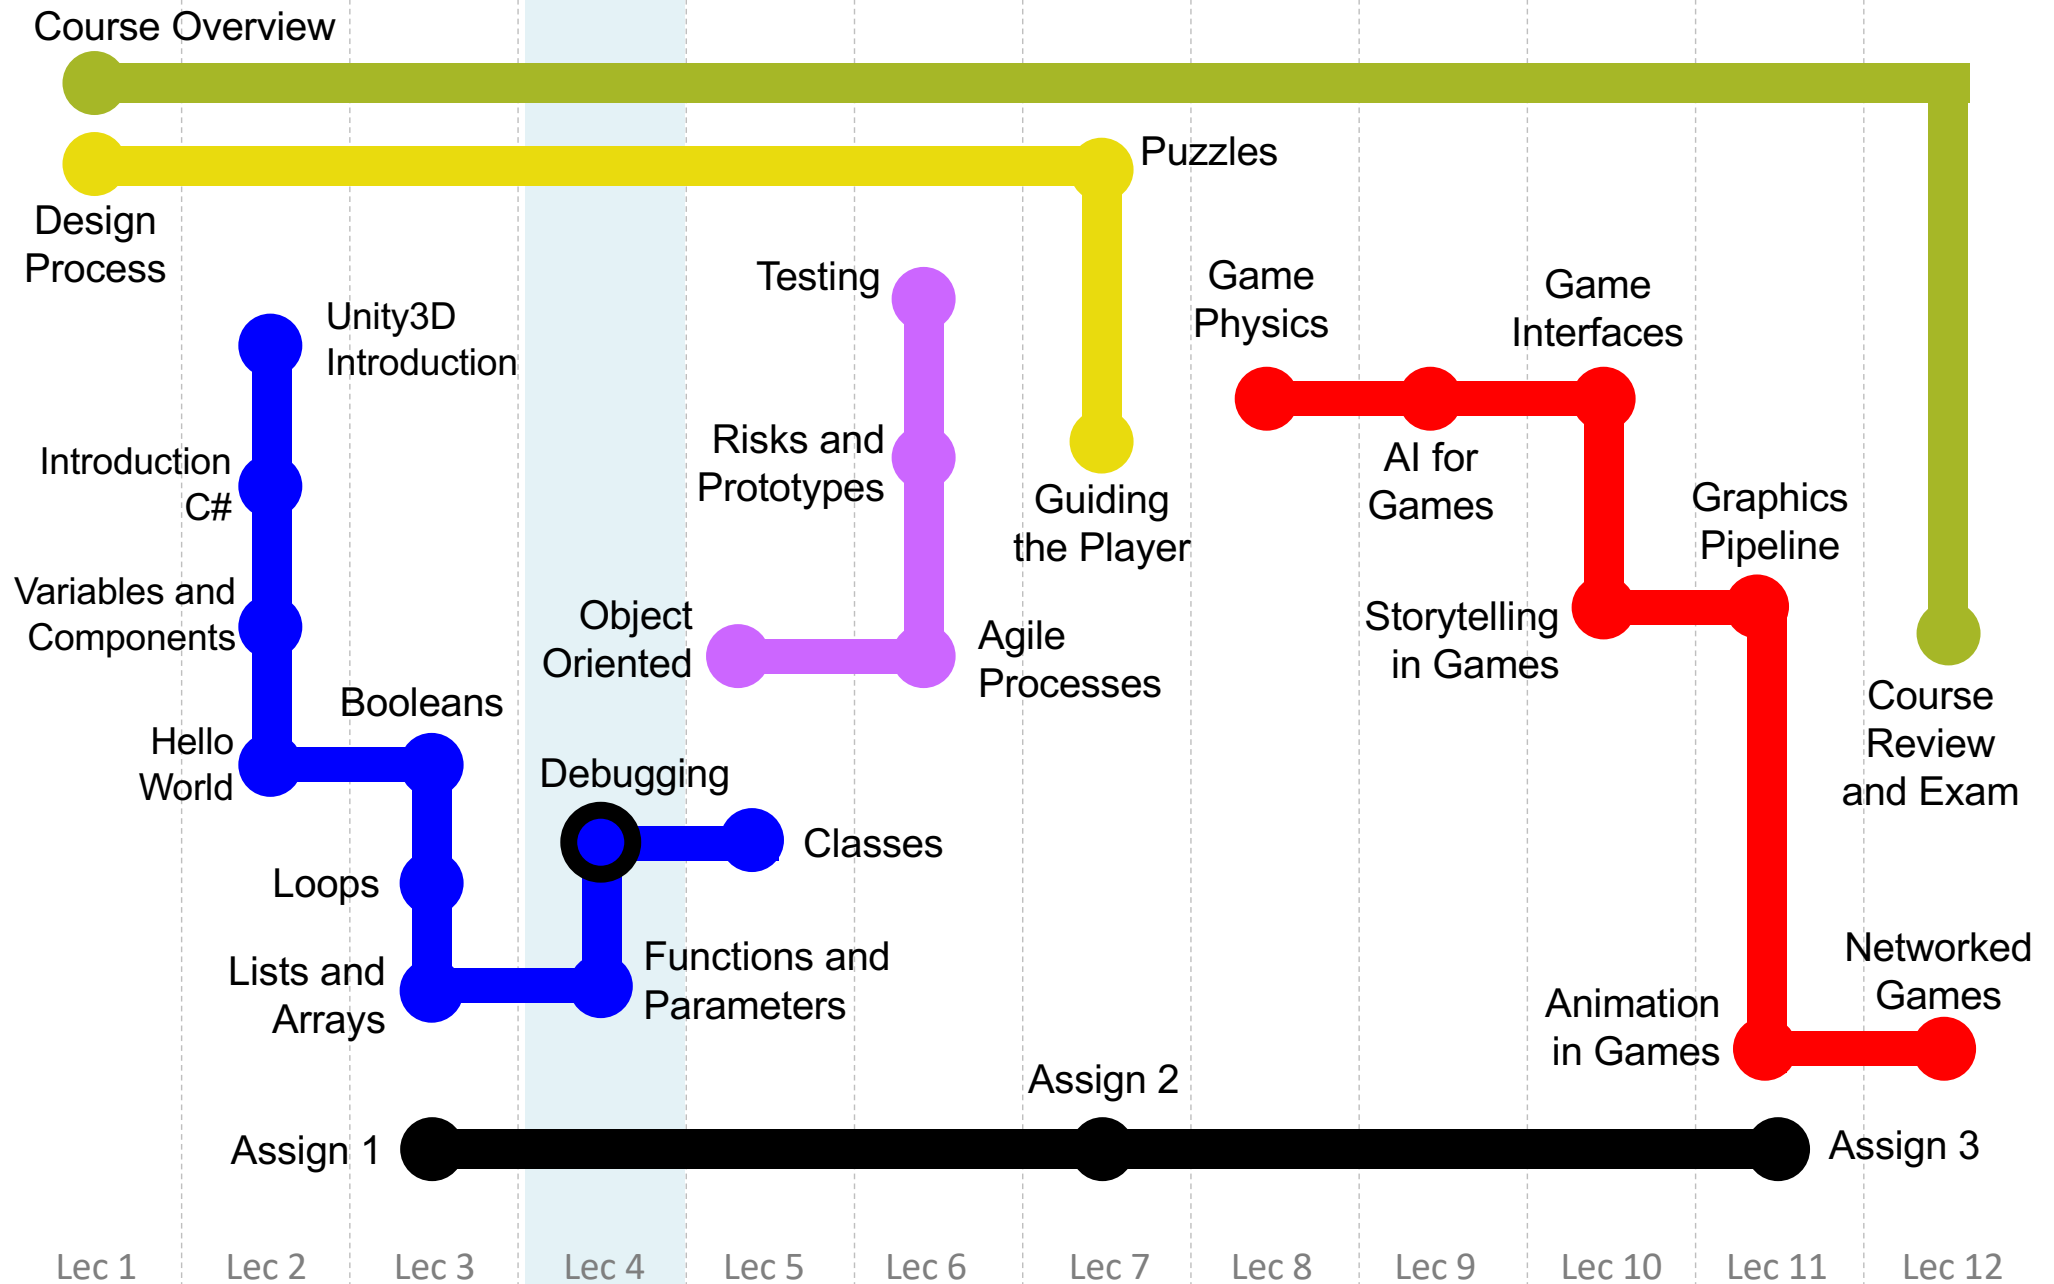 Course Overview
Design
Process
Puzzles
Unity3D
Introduction
Testing
Game
Physics
Game
Interfaces
Introduction
C#
Risks and
Prototypes
AI for
Games
Guiding
the Player
Graphics
Pipeline
Variables and
Components
Object
Oriented
Agile
Processes
Storytelling
in Games
Course
Review
and Exam
Booleans
Hello
World
Debugging
Classes
Loops
Lists and
Arrays
Functions and
Parameters
Animation
in Games
Networked
Games
Assign 1
Assign 2
Assign 3
Lec 1
Lec 2
Lec 3
Lec 4
Lec 5
Lec 6
Lec 7
Lec 8
Lec 9
Lec 10
Lec 11
Lec 12